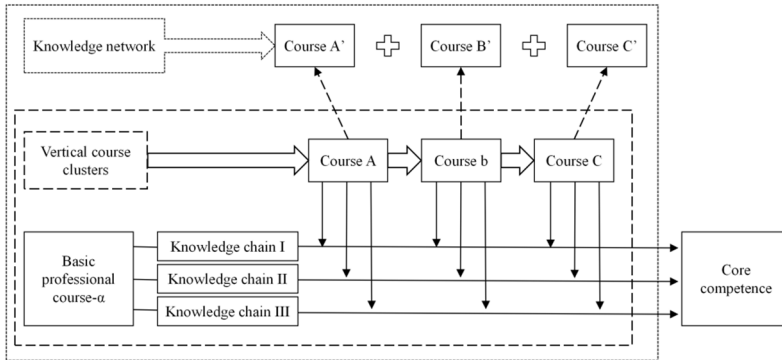 Knowledge network
Course A’
Course B’
Course C’
Vertical course
clusters
Course A
Course b
Course C
Basic
professional
course-α
Knowledge chain I
Knowledge chain II
Knowledge chain III
Core
competence